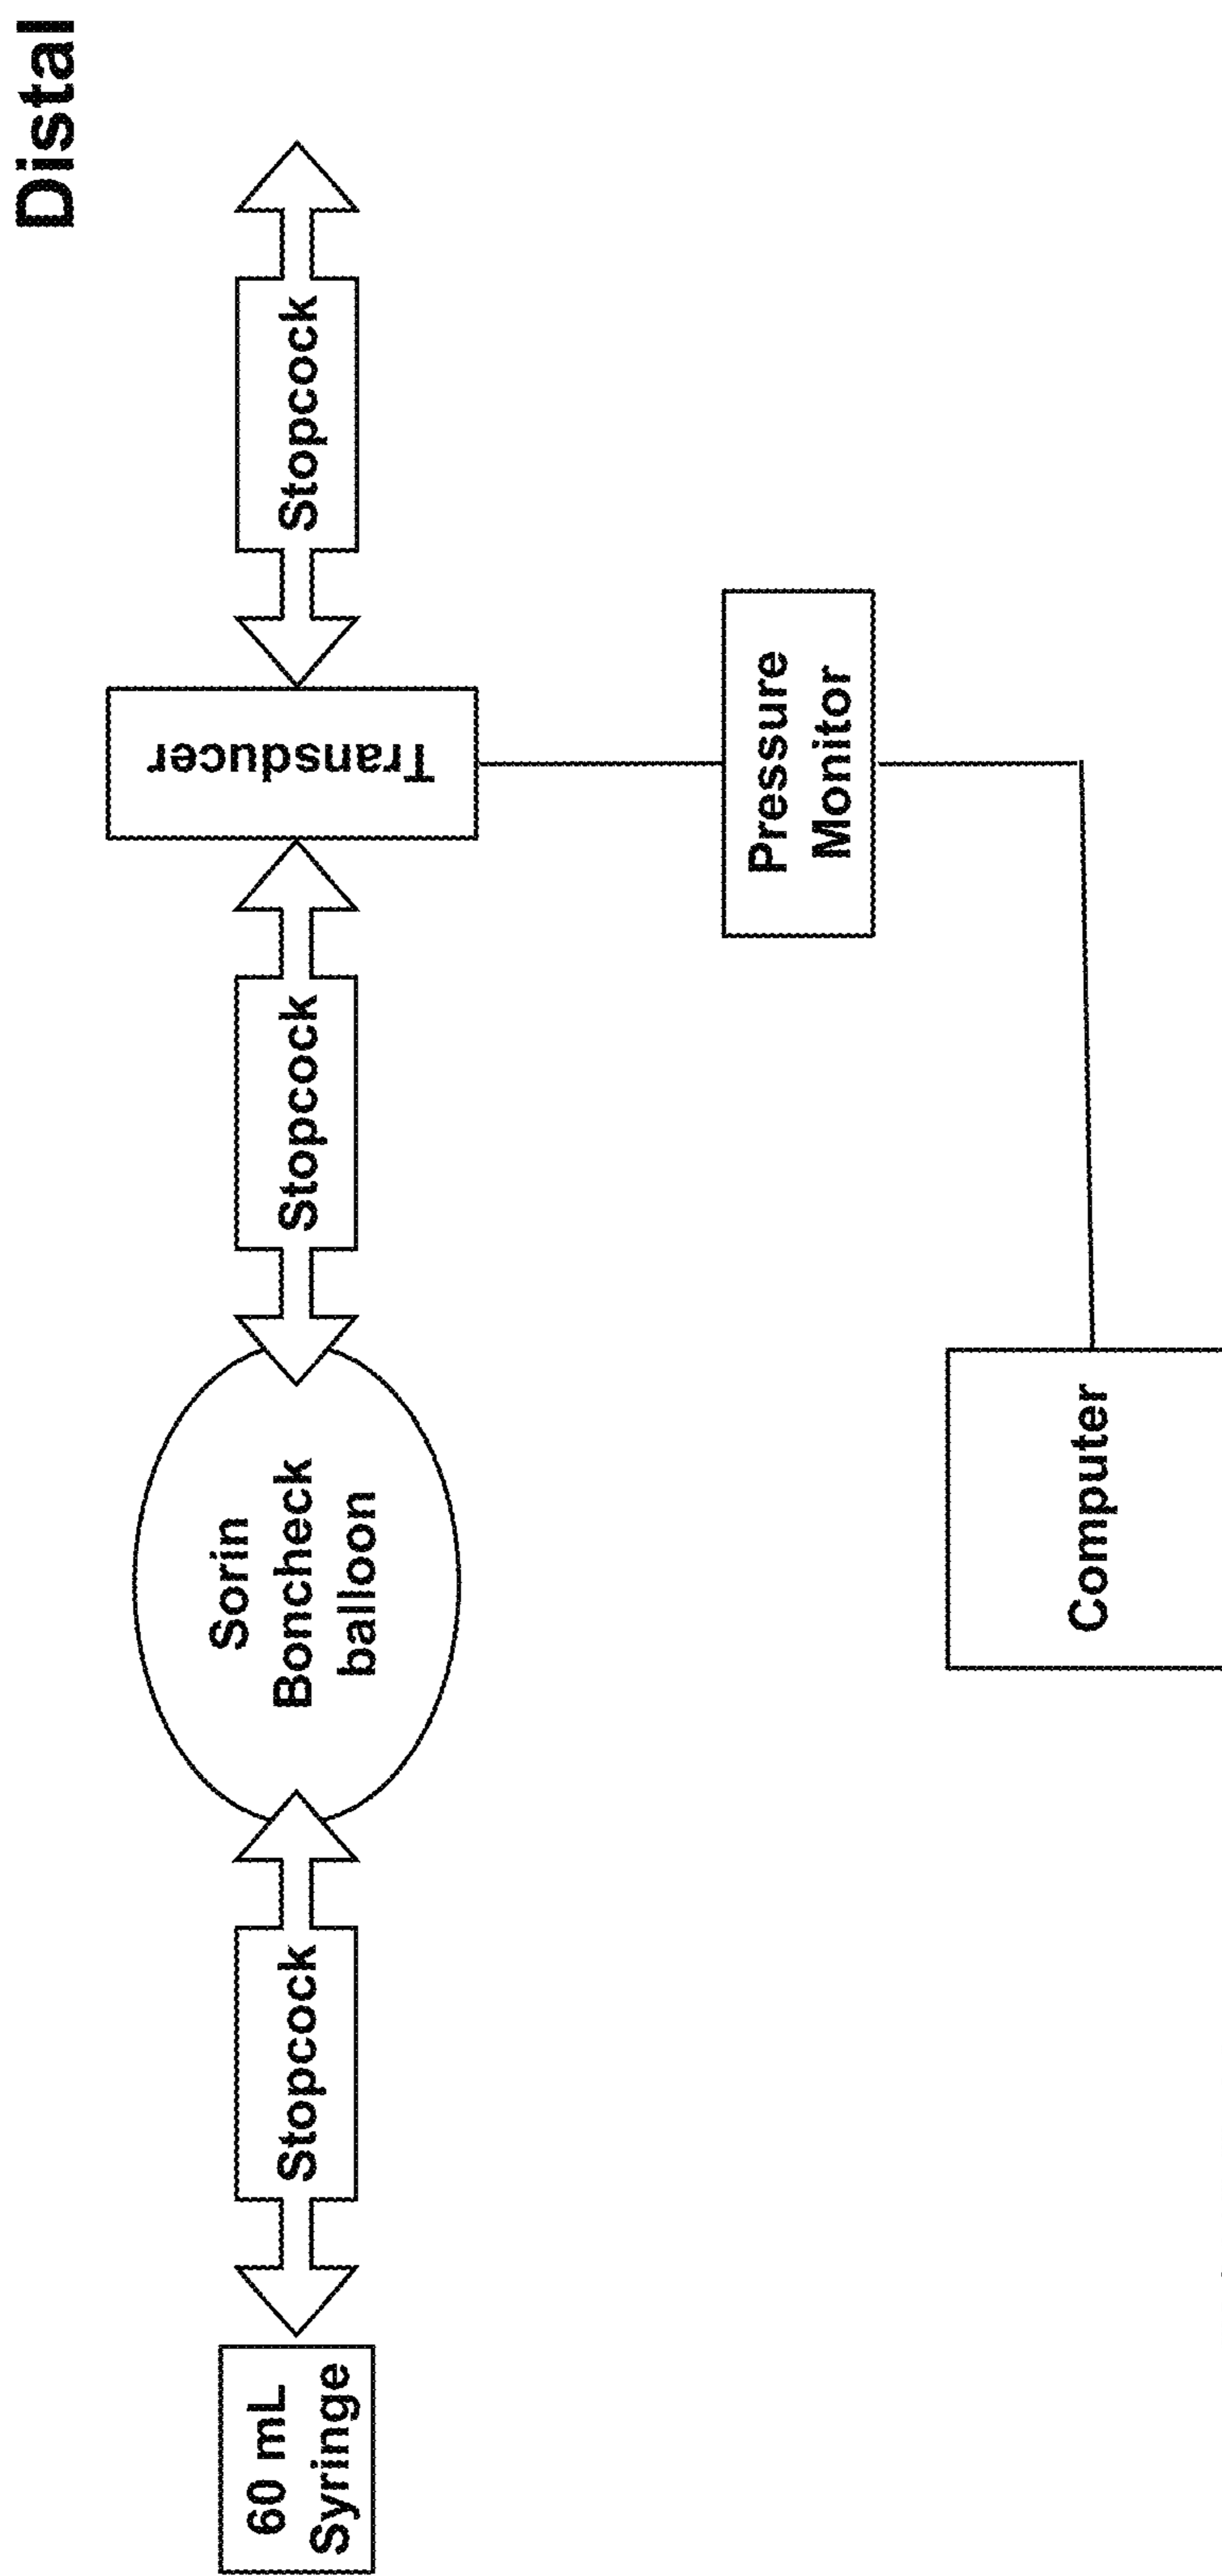 Distal
60 mL
Syringe
Stopcock
Sorin
Boncheck
balloon
Stopcock
Transducer
Stopcock
Pressure
Monitor
Computer